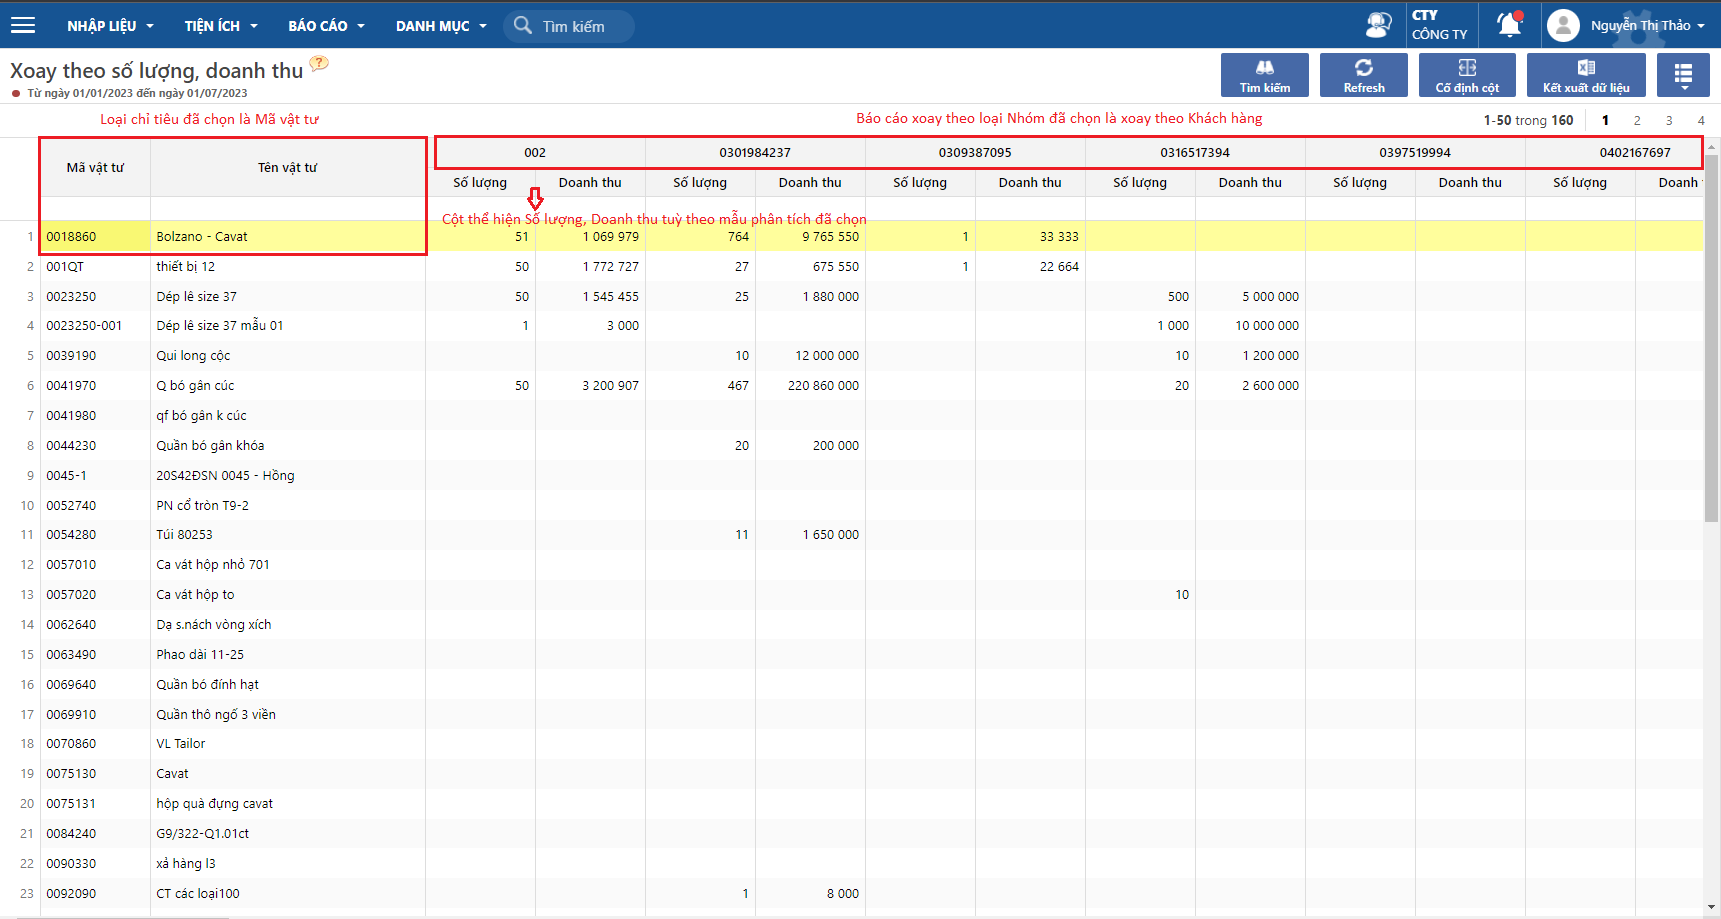 NHẬP LIỆU TIỆN ÍCH BÁO CÁO DANH MỤC Tìm kiếm CTY CÔNG TY Nguyễn Thị Thảo
Xoay theo số lượng, doanh thu ?
Từ ngày 01/01/2023 đến ngày 01/07/2023
Tìm kiếm Refresh Cố định cột Kết xuất dữ liệu
Loại chỉ tiêu đã chọn là Mã vật tư
Báo cáo xoay theo loại Nhóm đã chọn là xoay theo Khách hàng
1-50 trong 160 1 2 3 4
Mã vật tư Tên vật tư 002 0301984237 0309387095 0316517394 0397519994 0402167697
Số lượng Doanh thu Số lượng Doanh thu Số lượng Doanh thu Số lượng Doanh thu Số lượng Doanh thu Số lượng Doanh
Cột thể hiện Số lượng, Doanh thu tuỳ theo mẫu phân tích đã chọn
1 0018860 Bolzano - Cavat 51 1 069 979 764 9 765 550 1 33 333
2 001QT thiết bị 12 50 1 772 727 27 675 550 1 22 664
3 0023250 Dép lê size 37 50 1 545 455 25 1 880 000 500 5 000 000
4 0023250-001 Dép lê size 37 mẫu 01 1 3 000 1 000 10 000 000
5 0039190 Qui long cộc 10 12 000 000 10 1 200 000
6 0041970 Q bó gân cúc 50 3 200 907 467 220 860 000 20 2 600 000
7 0041980 qf bó gân k cúc
8 0044230 Quần bó gân khóa 20 200 000
9 0045-1 20S42ĐSN 0045 - Hồng
10 0052740 PN cổ tròn T9-2
11 0054280 Túi 80253 11 1 650 000
12 0057010 Ca vát hộp nhỏ 701
13 0057020 Ca vát hộp to 10
14 0062640 Dạ s.nách vòng xích
15 0063490 Phao dài 11-25
16 0069640 Quần bó đính hạt
17 0069910 Quần thô ngố 3 viền
18 0070860 VL Tailor
19 0075130 Cavat
20 0075131 hộp quà đựng cavat
21 0084240 G9/322-Q1.01ct
22 0090330 xả hàng l3
23 0092090 CT các loại100 1 8 000